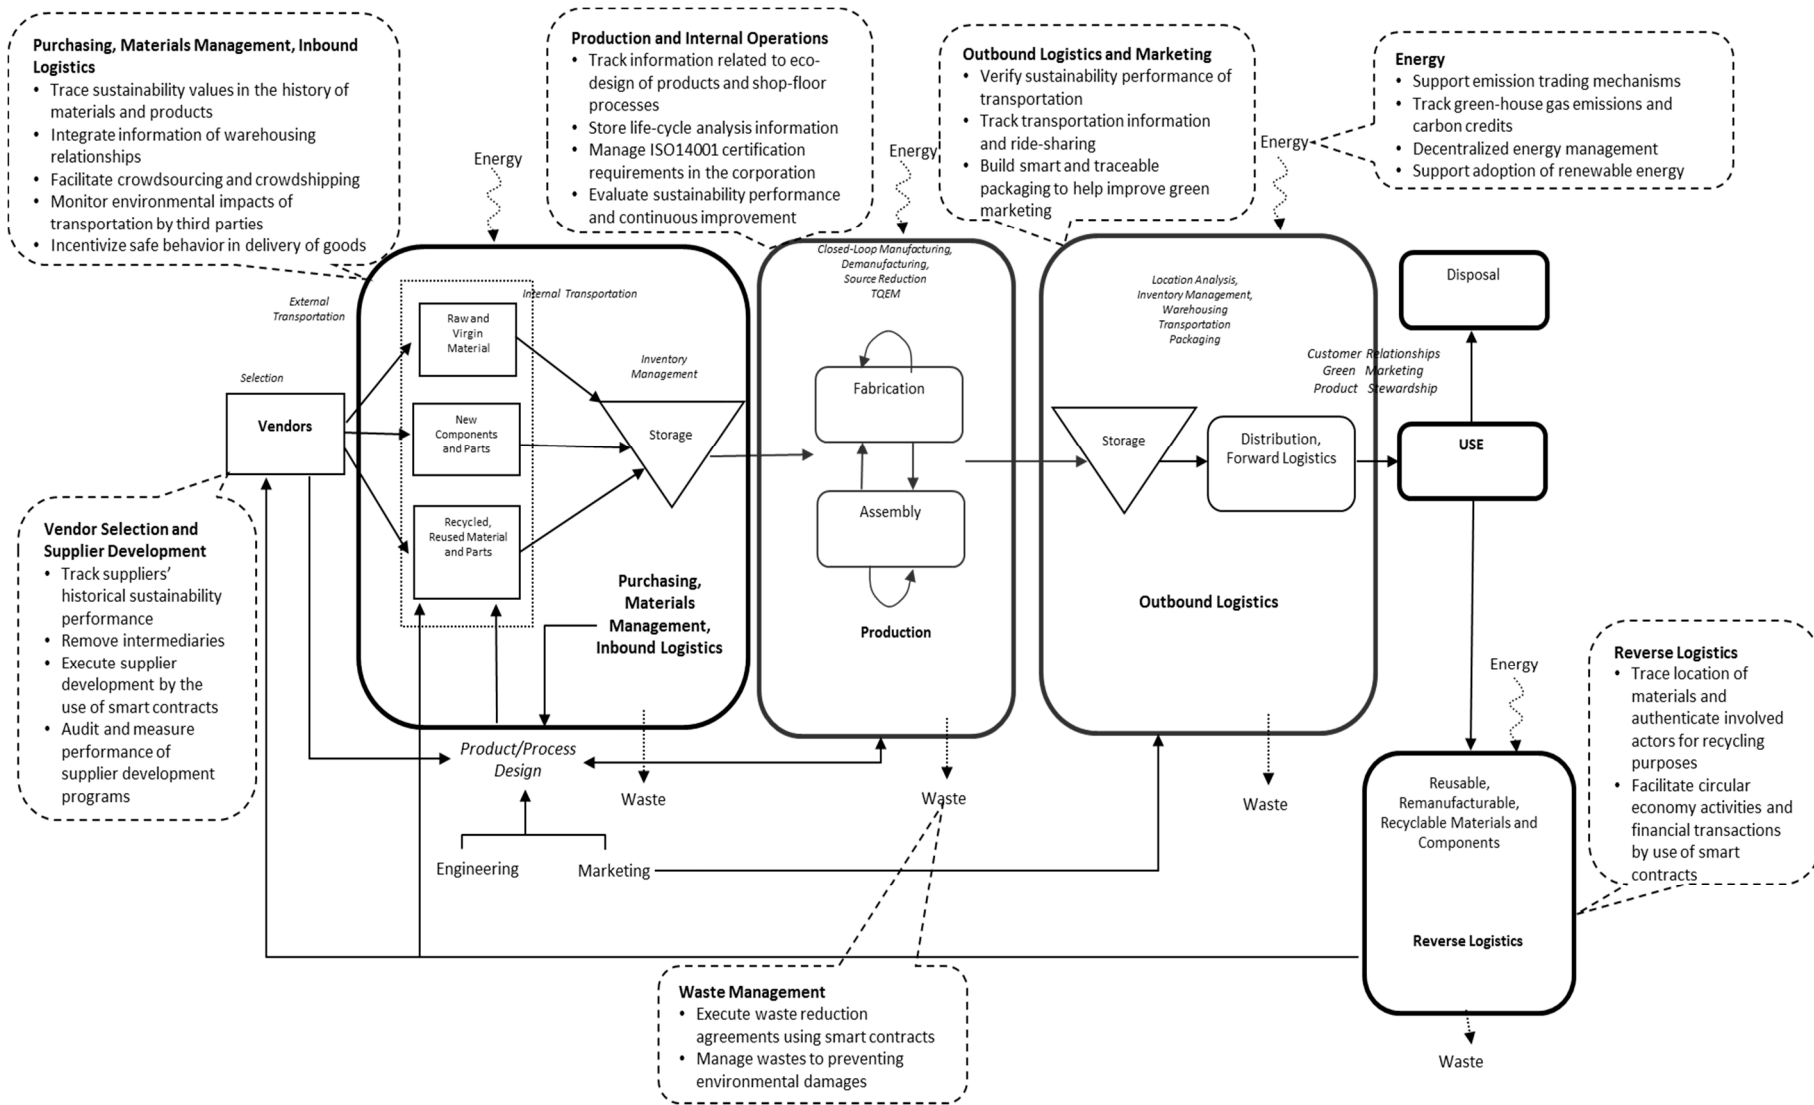 Purchasing, Materials Management, Inbound
Logistics
• Trace sustainability values in the history of
materials and products
• Integrate information of warehousing
relationships
• Facilitate crowdsourcing and crowdshipping
• Monitor environmental impacts of
transportation by third parties
• Incentivize safe behavior in delivery of goods
Production and Internal Operations
• Track information related to eco-
design of products and shop-floor
processes
• Store life-cycle analysis information
• Manage ISO14001 certification
requirements in the corporation
• Evaluate sustainability performance
and continuous improvement
Outbound Logistics and Marketing
• Verify sustainability performance of
transportation
• Track transportation information
and ride-sharing
• Build smart and traceable
packaging to help improve green
marketing
Energy
• Support emission trading mechanisms
• Track green-house gas emissions and
carbon credits
• Decentralized energy management
• Support adoption of renewable energy
Energy
Energy
Energy
External
Transportation
Internal Transportation
Selection
Vendors
Raw and
Virgin
Material
New
Components
and Parts
Recycled,
Reused Material
and Parts
Inventory
Management
Storage
Purchasing,
Materials
Management,
Inbound Logistics
Closed-Loop Manufacturing,
Demanufacturing,
Source Reduction
TQEM
Fabrication
Assembly
Production
Location Analysis,
Inventory Management,
Warehousing
Transportation
Packaging
Storage
Distribution,
Forward Logistics
Outbound Logistics
Customer Relationships
Green Marketing
Product Stewardship
Disposal
USE
Vendor Selection and
Supplier Development
• Track suppliers’
historical sustainability
performance
• Remove intermediaries
• Execute supplier
development by the
use of smart contracts
• Audit and measure
performance of
supplier development
programs
Product/Process
Design
Engineering
Marketing
Waste
Waste
Waste
Energy
Reusable,
Remanufacturable,
Recyclable Materials and
Components
Reverse Logistics
Waste
Reverse Logistics
• Trace location of
materials and
authenticate involved
actors for recycling
purposes
• Facilitate circular
economy activities and
financial transactions
by use of smart
contracts
Waste Management
• Execute waste reduction
agreements using smart contracts
• Manage wastes to preventing
environmental damages